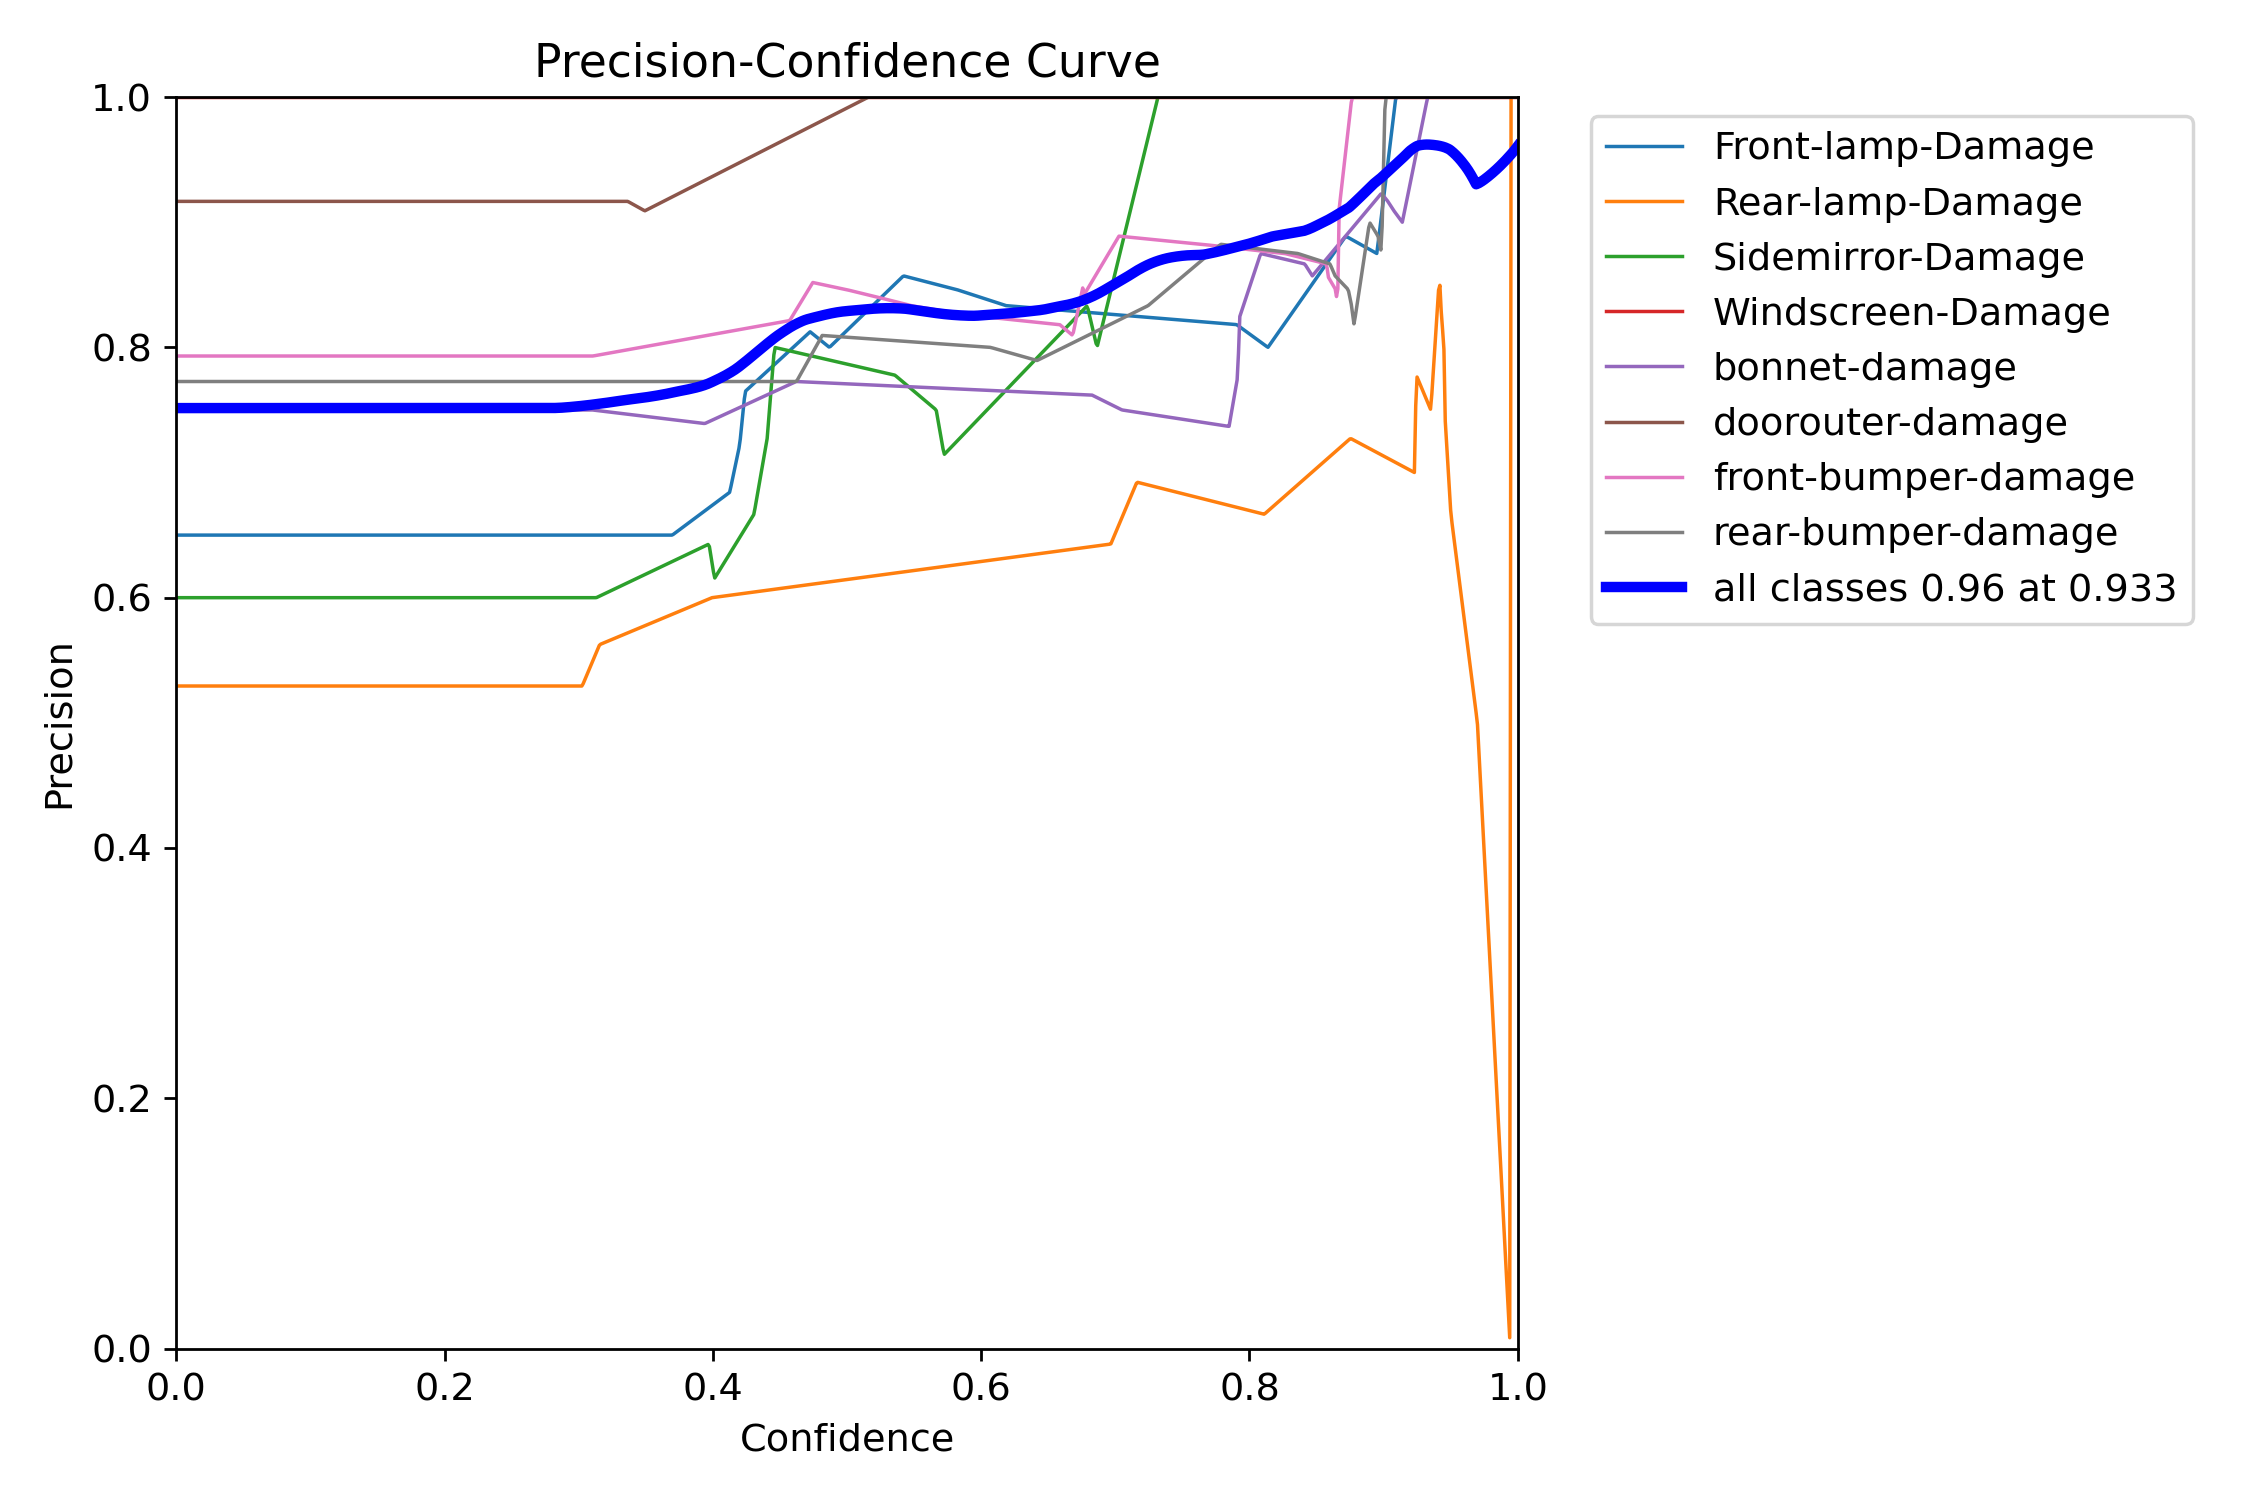 Precision-Confidence Curve
1.0
0.8
0.6
0.4
0.2
0.0
Precision
0.0 0.2 0.4 0.6 0.8 1.0
Confidence
Front-lamp-Damage
Rear-lamp-Damage
Sidemirror-Damage
Windscreen-Damage
bonnet-damage
doorouter-damage
front-bumper-damage
rear-bumper-damage
all classes 0.96 at 0.933